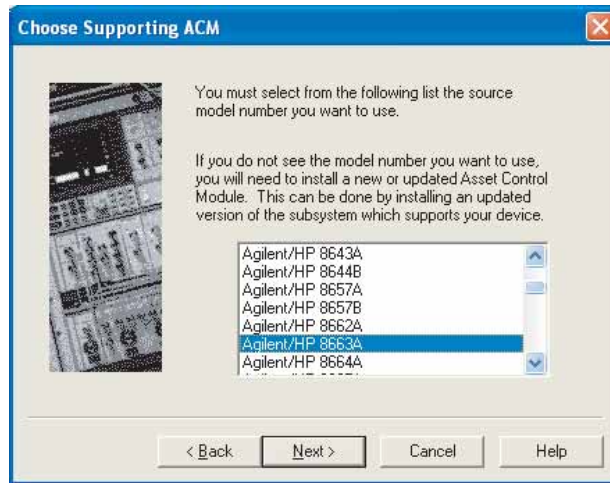 Choose Supporting ACM
You must select from the following list the source
model number you want to use.
If you do not see the model number you want to use,
you will need to install a new or updated Asset Control
Module. This can be done by installing an updated
version of the subsystem which supports your device.
Agilent/HP 8643A
Agilent/HP 8644B
Agilent/HP 8657A
Agilent/HP 8657B
Agilent/HP 8662A
Agilent/HP 8663A
Agilent/HP 8664A
< Back
Next >
Cancel
Help